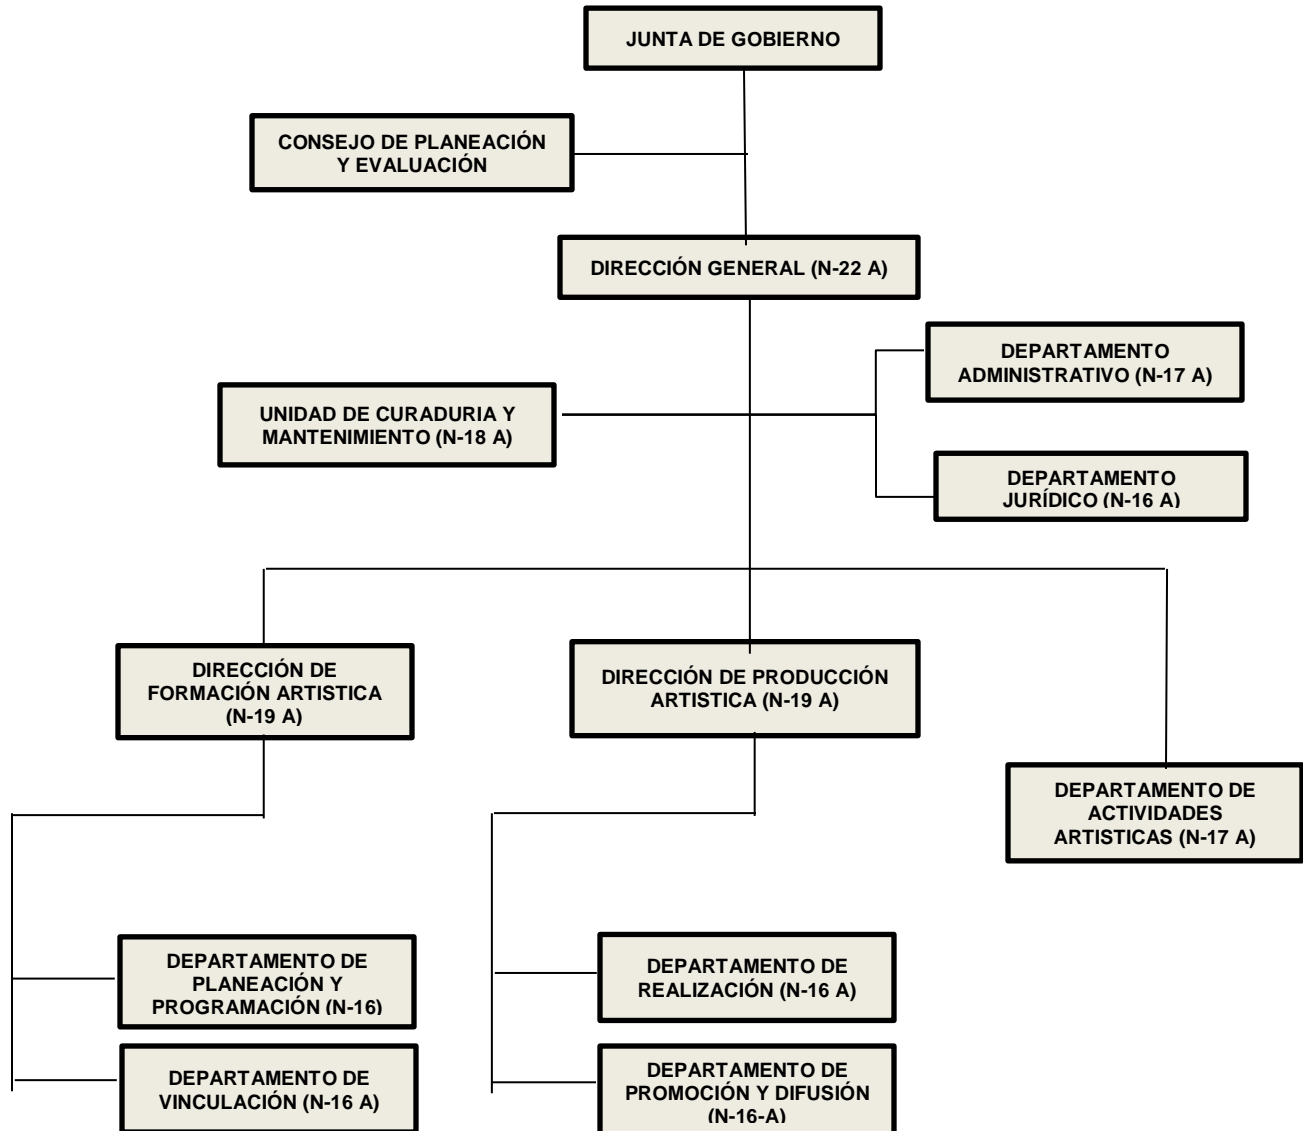 JUNTA DE GOBIERNO
CONSEJO DE PLANEACIÓN
Y EVALUACIÓN
DIRECCIÓN GENERAL (N-22 A)
DEPARTAMENTO
ADMINISTRATIVO (N-17 A)
UNIDAD DE CURADURIA Y
MANTENIMIENTO (N-18 A)
DEPARTAMENTO
JURÍDICO (N-16 A)
DIRECCIÓN DE
FORMACIÓN ARTISTICA
(N-19 A)
DIRECCIÓN DE PRODUCCIÓN
ARTISTICA (N-19 A)
DEPARTAMENTO DE
ACTIVIDADES
ARTISTICAS (N-17 A)
DEPARTAMENTO DE
PLANEACIÓN Y
PROGRAMACIÓN (N-16)
DEPARTAMENTO DE
REALIZACIÓN (N-16 A)
DEPARTAMENTO DE
VINCULACIÓN (N-16 A)
DEPARTAMENTO DE
PROMOCIÓN Y DIFUSIÓN
(N-16-A)